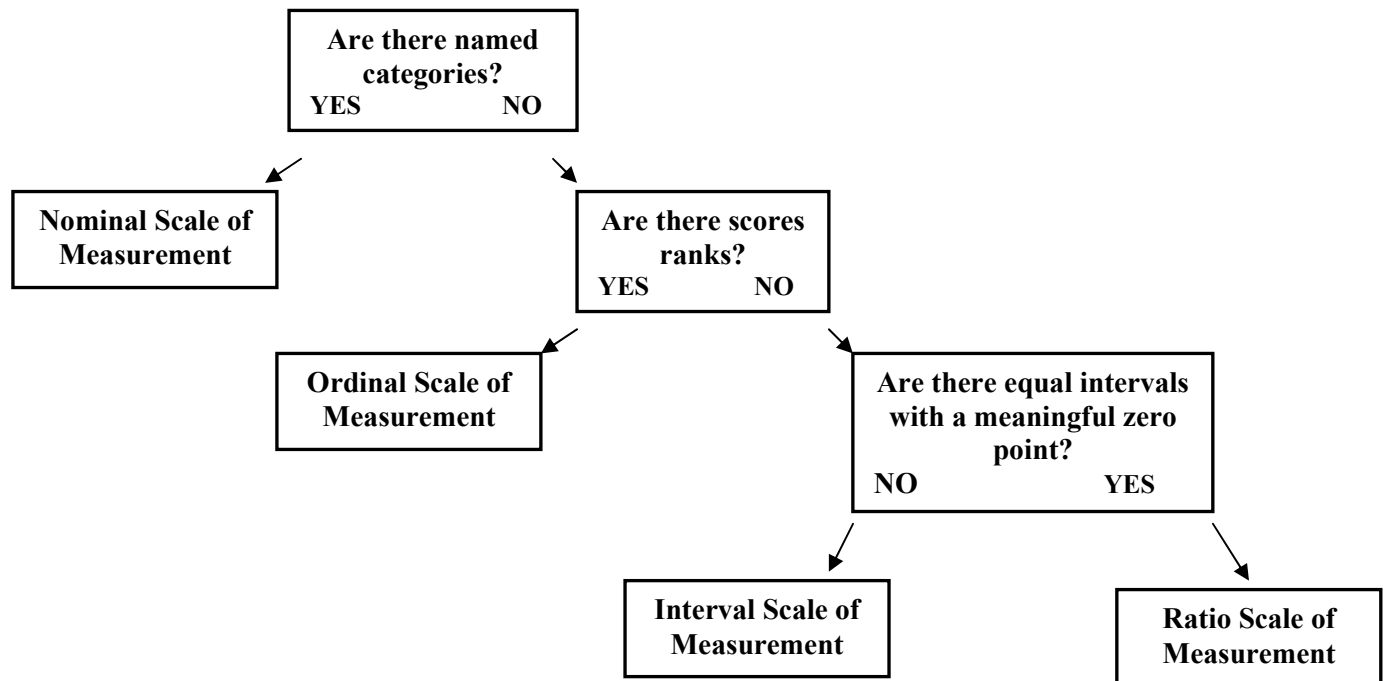 Are there named
categories?
YES NO
Nominal Scale of
Measurement
Are there scores
ranks?
YES NO
Ordinal Scale of
Measurement
Are there equal intervals
with a meaningful zero
point?
NO YES
Interval Scale of
Measurement
Ratio Scale of
Measurement